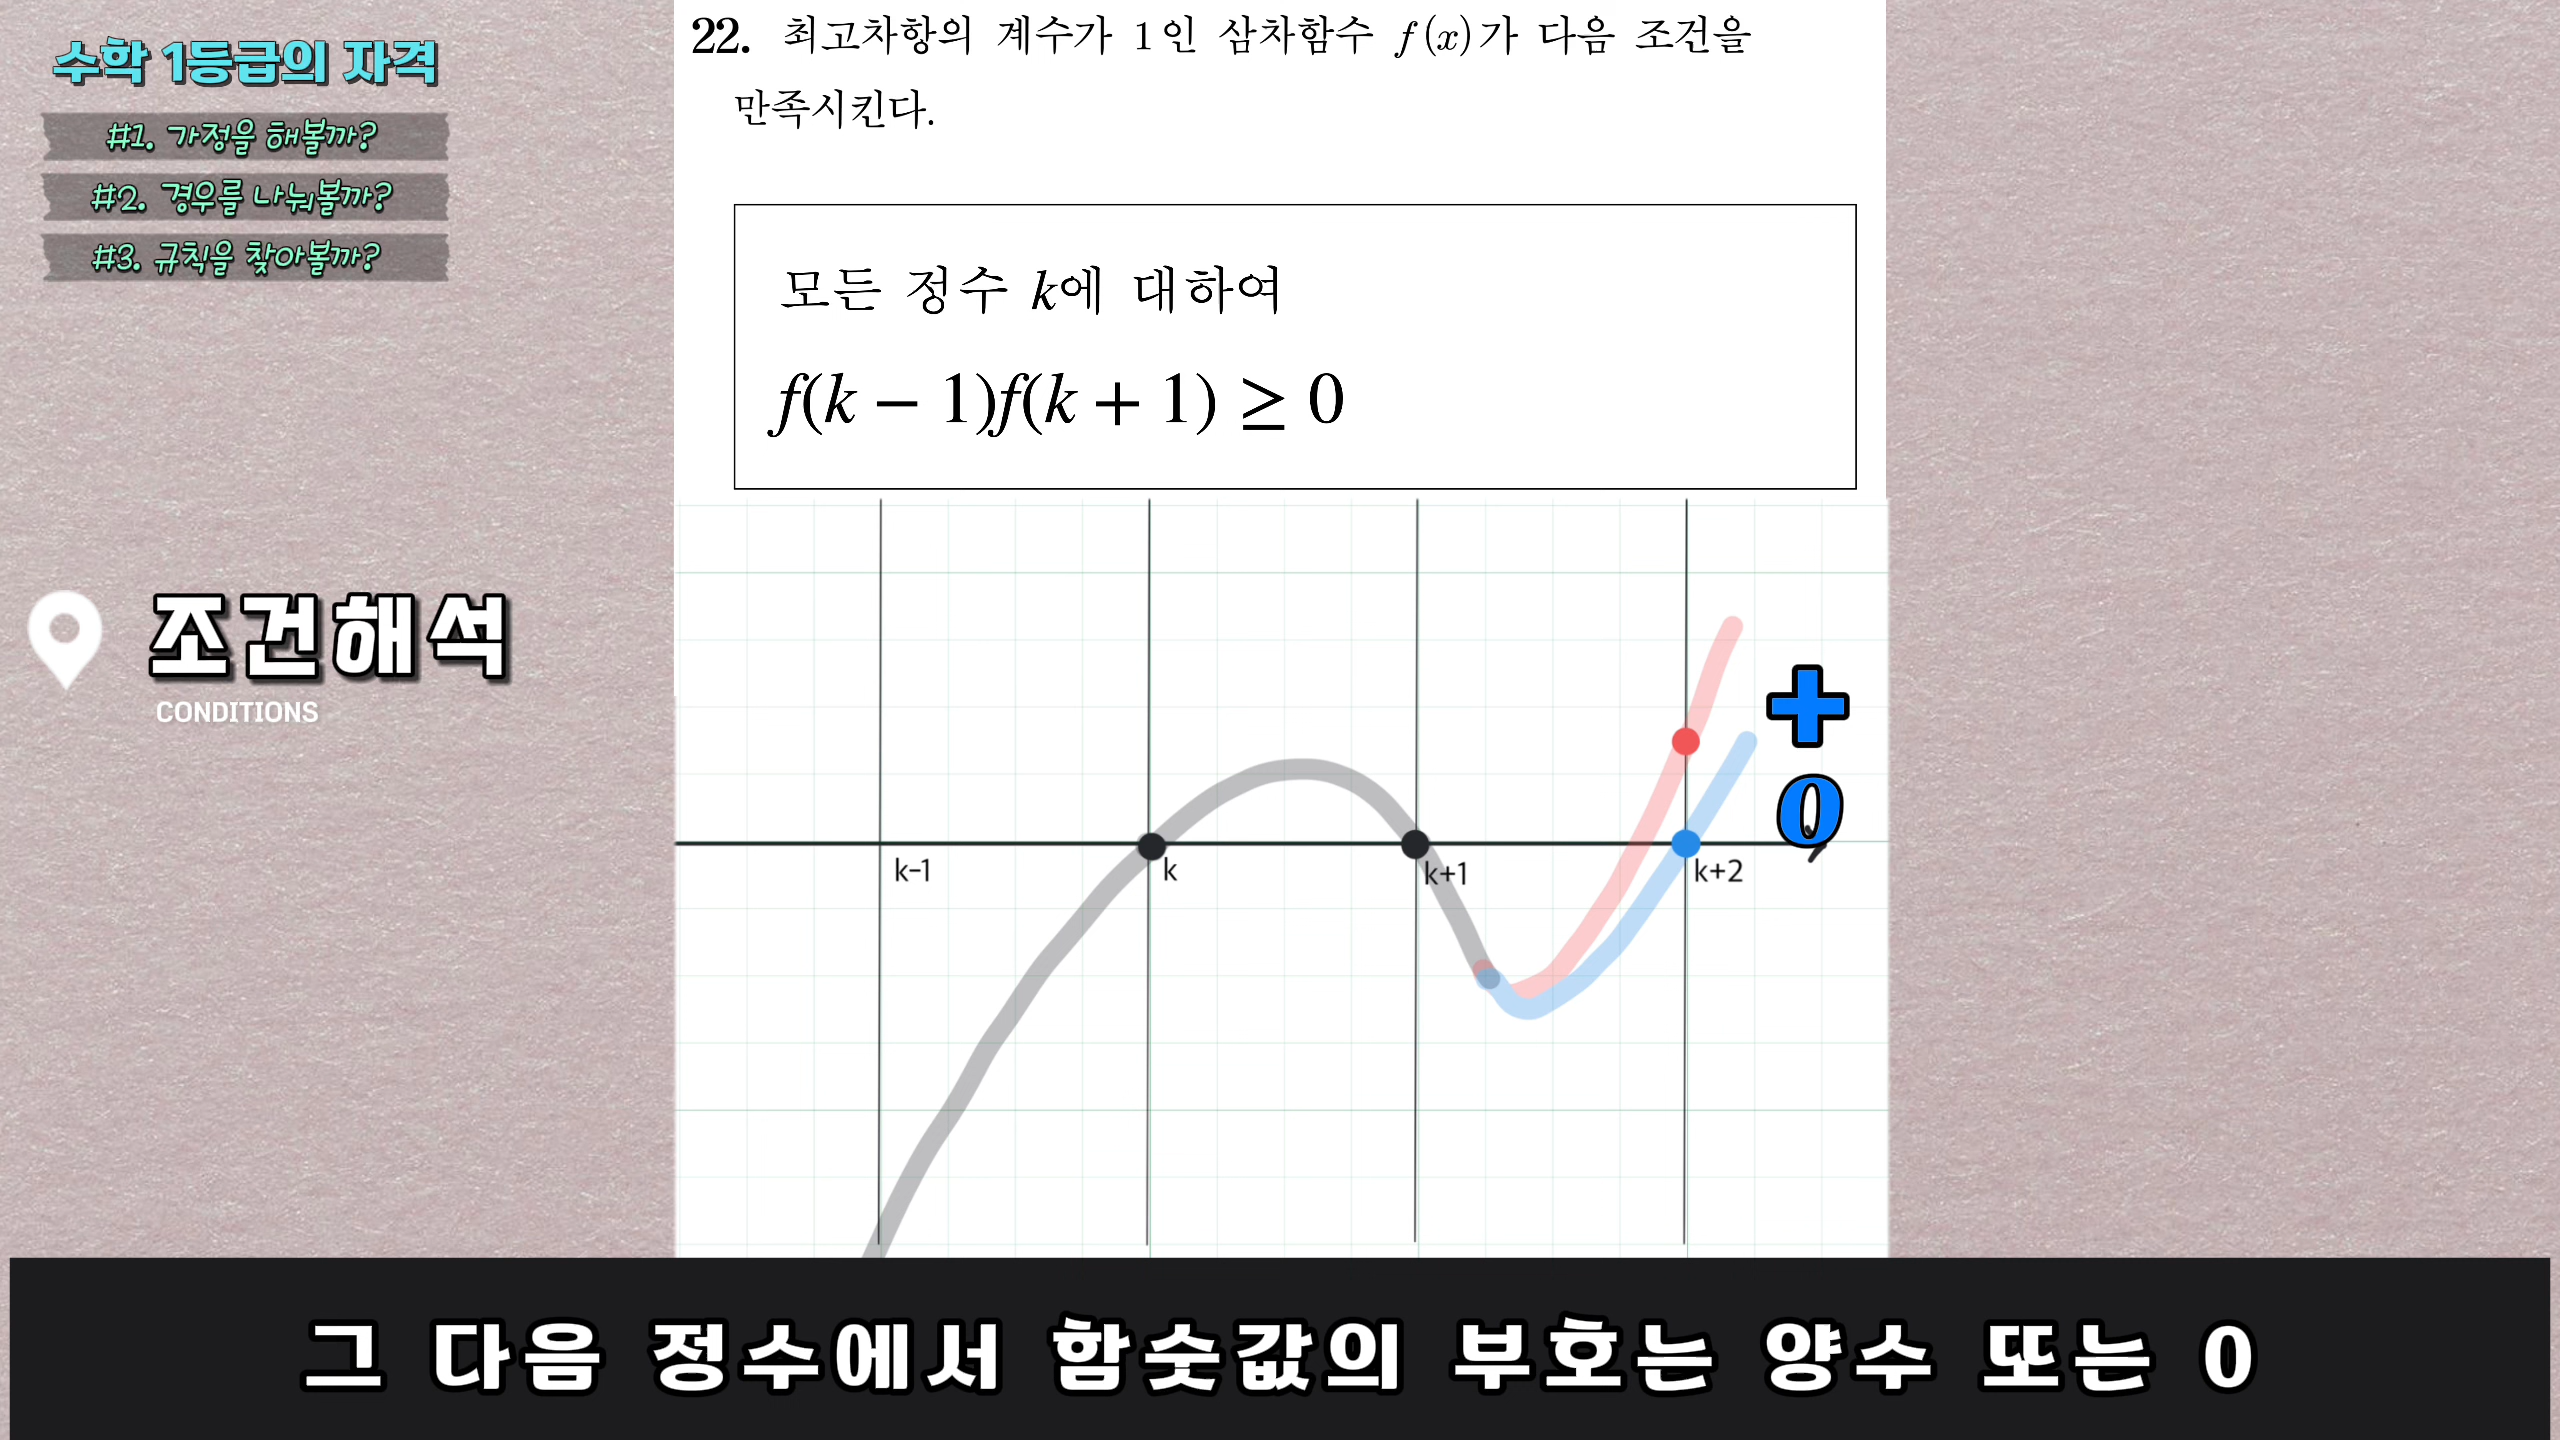 수학 1등급의 자격
#1. 가정을 해볼까?
#2. 경우를 나눠볼까?
#3. 규칙을 찾아볼까?
조건해석
CONDITIONS
22. 최고차항의 계수가 1인 삼차함수 f(x)가 다음 조건을
만족시킨다.
모든 정수 k에 대하여
f(k − 1)f(k + 1) ≥ 0
+
0
k-1
k
k+1
k+2
그 다음 정수에서 함숫값의 부호는 양수 또는 0